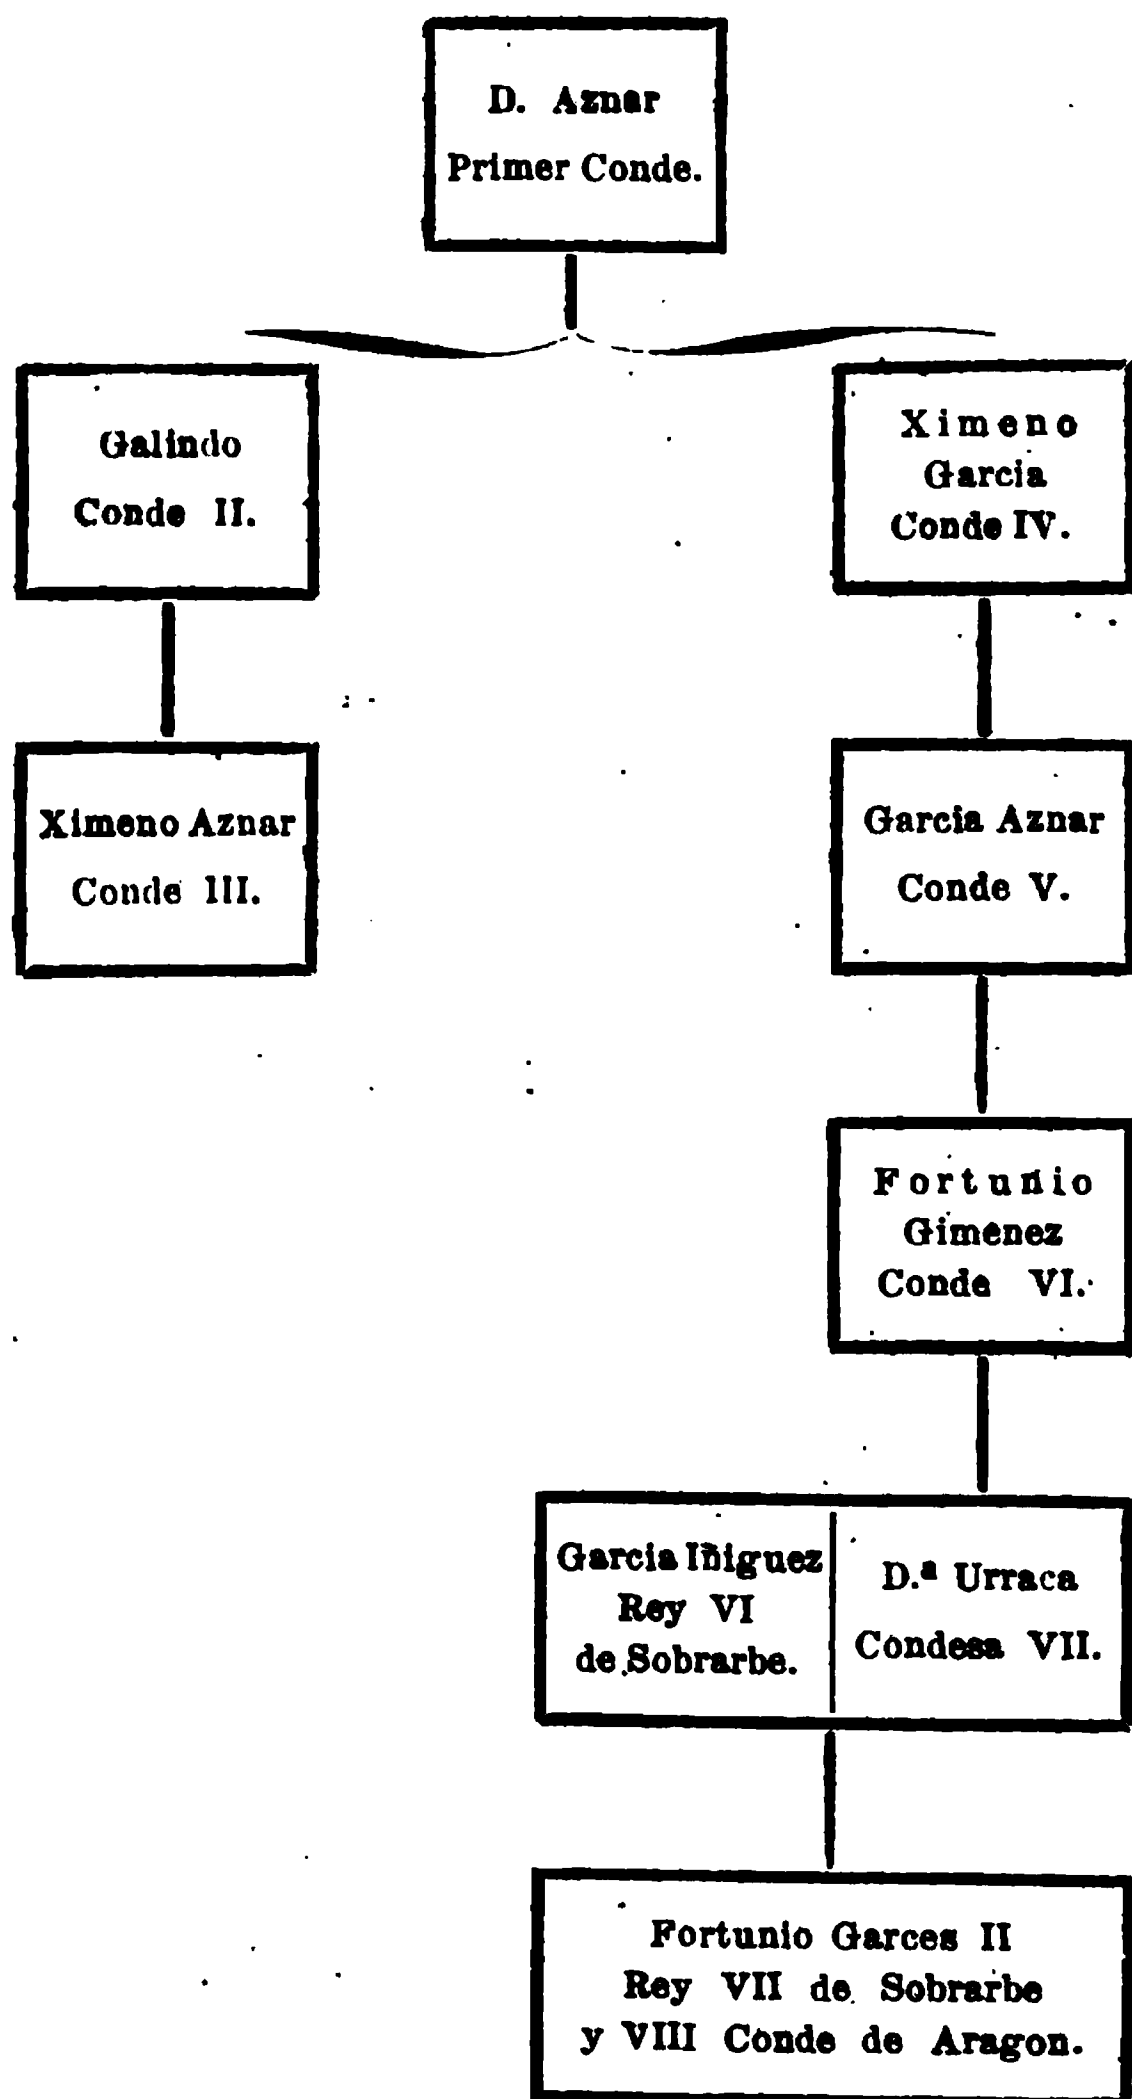 D. Aznar
Primer Conde.
Galindo
Conde II.
Ximeno
Garcia
Conde IV.
Ximeno Aznar
Conde III.
Garcia Aznar
Conde V.
Fortunio
Gimenez
Conde VI.
Garcia Iñiguez
Rey VI
de Sobrarbe.
D.ª Urraca
Condesa VII.
Fortunio Garces II
Rey VII de Sobrarbe
y VIII Conde de Aragon.